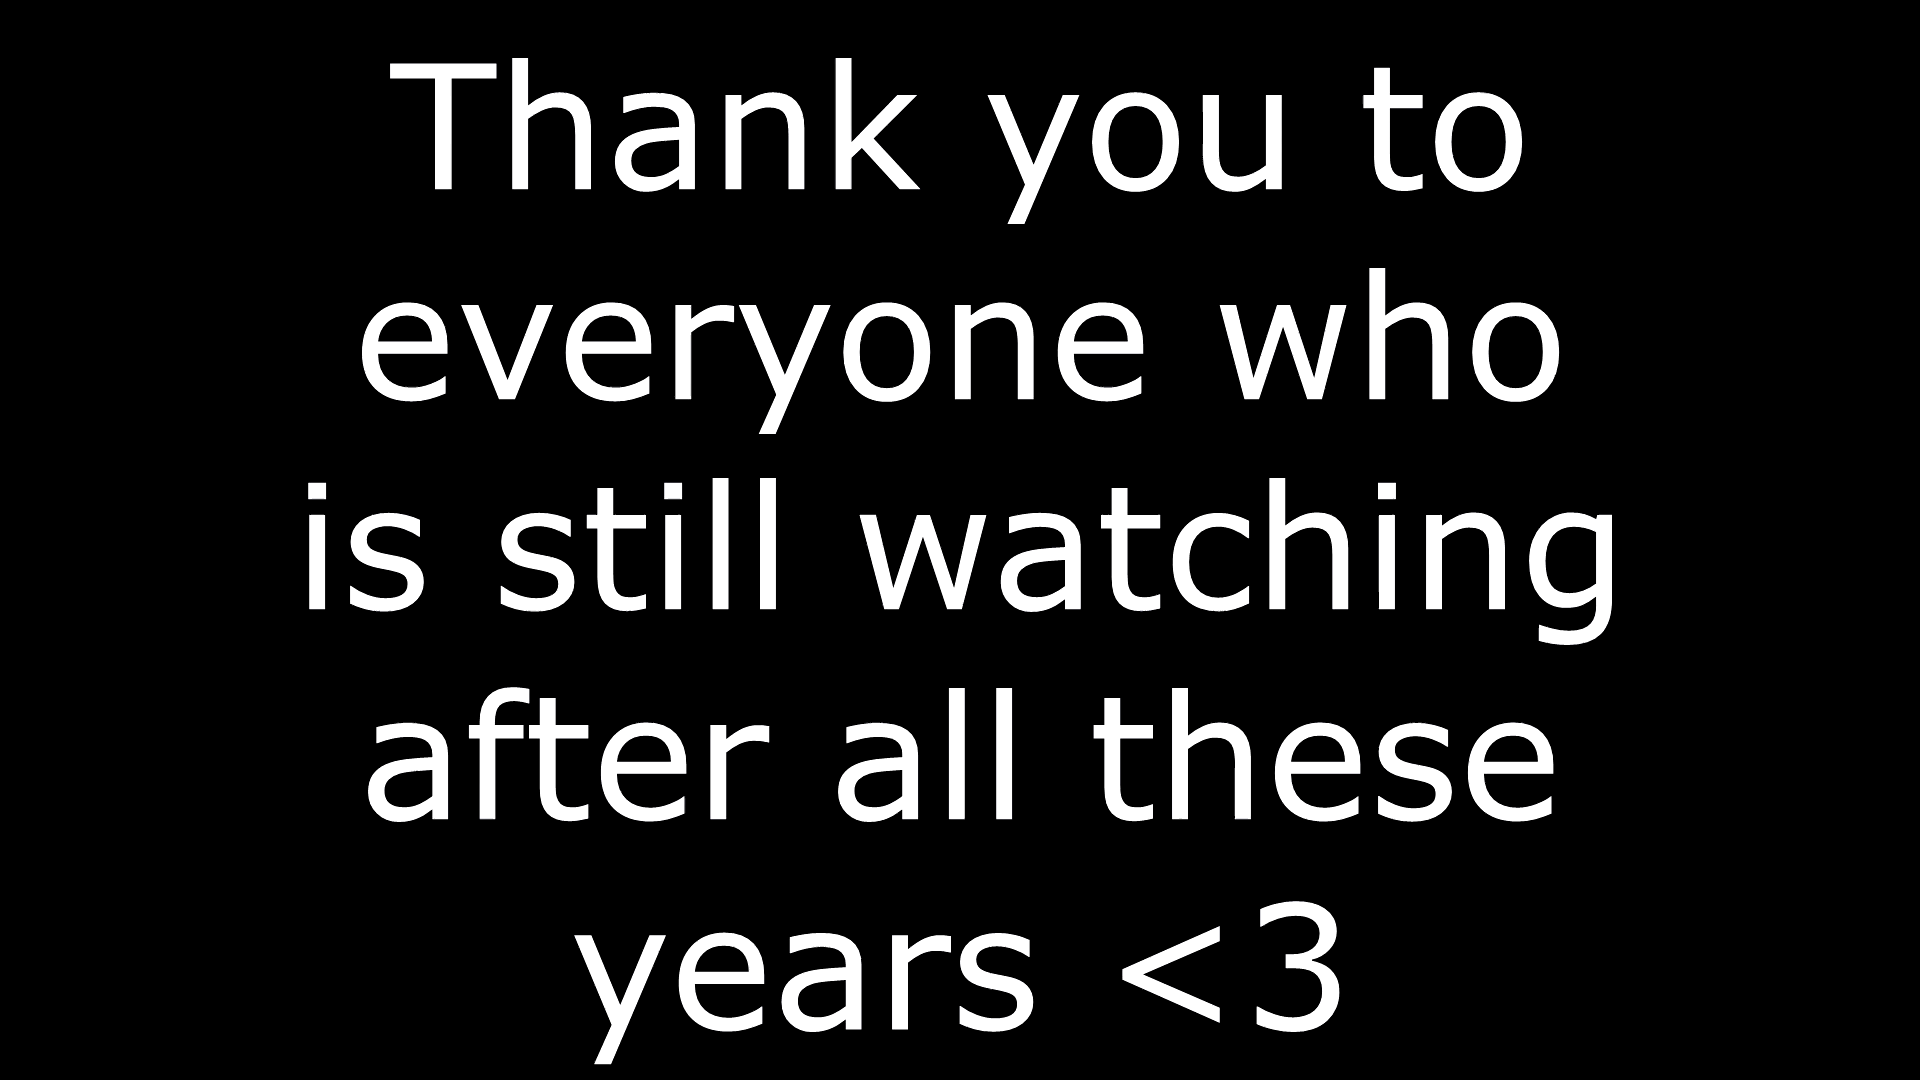 Thank you to
everyone who
is still watching
after all these
years <3